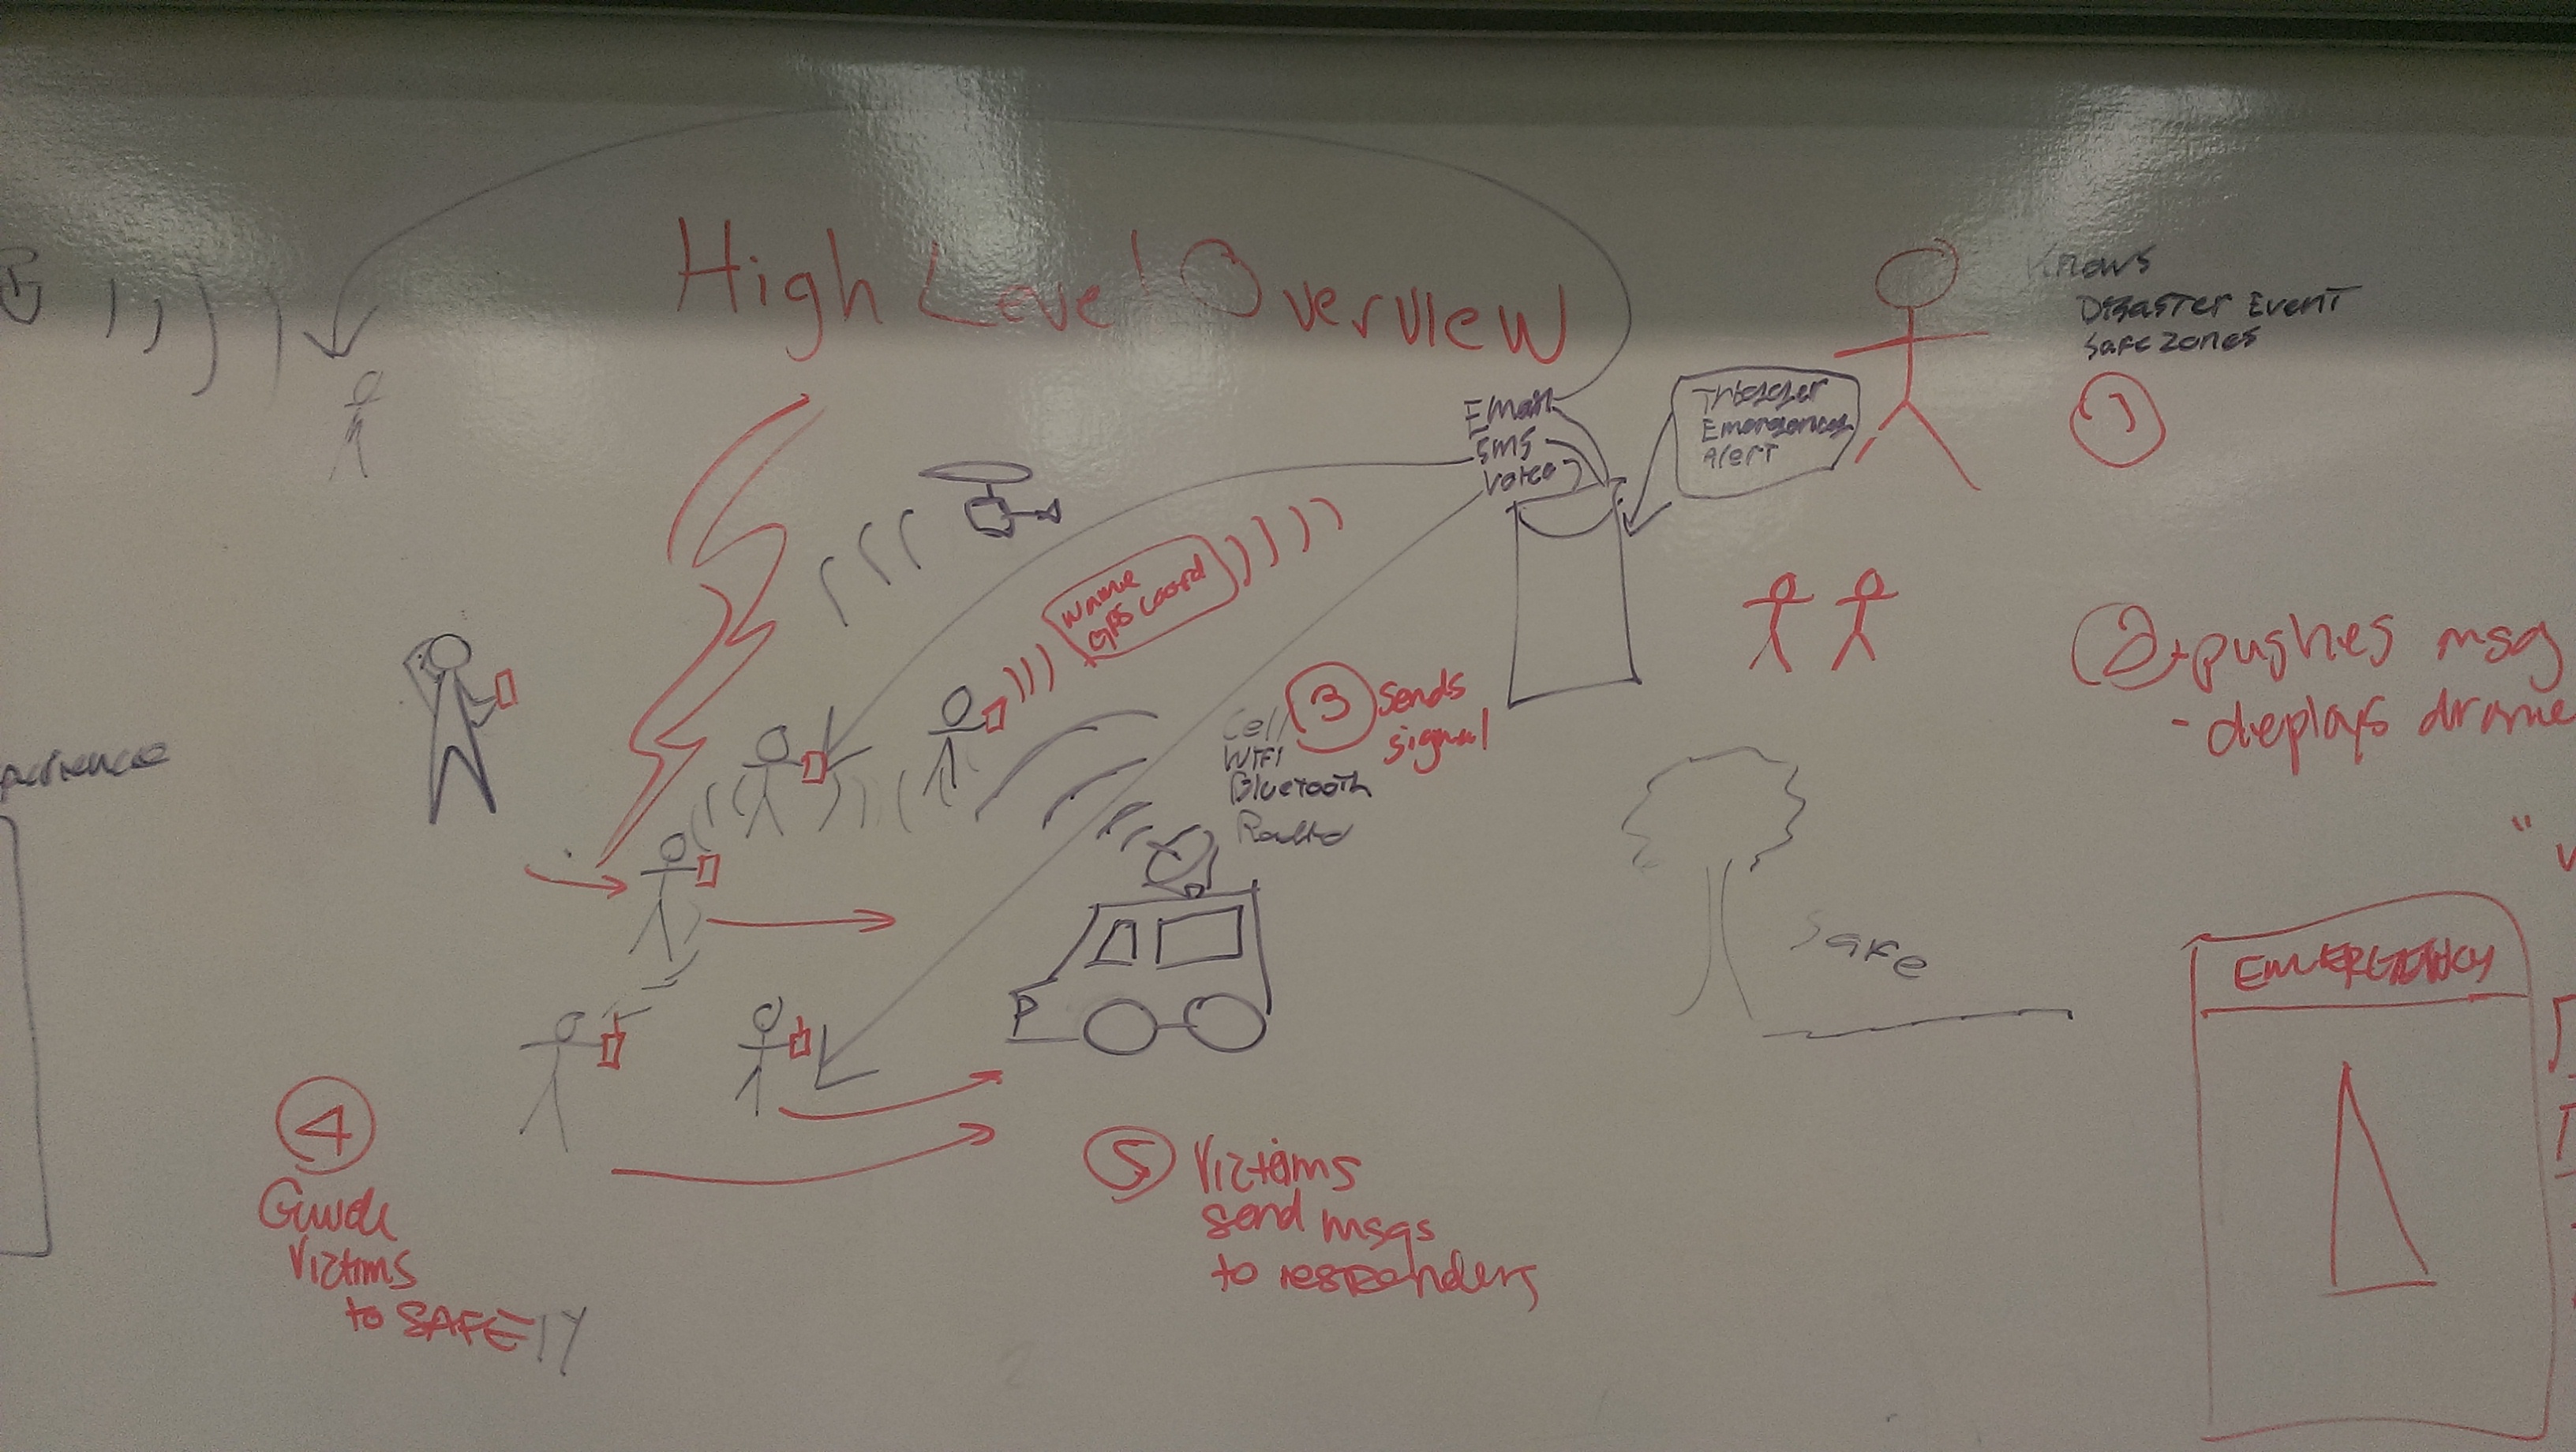 High Level Overview
Knows
Disaster Event
Safe Zones
1
Email
SMS
Voice
Trigger
Emergency
Alert
name
GPS coord
2 pushes msg
- deploys drone
3 Sends
signal
Cell
WIFI
Bluetooth
Radio
Safe
EMERGENCY
4
Guide
Victims
to SAFETY
5 Victims
send msgs
to responders